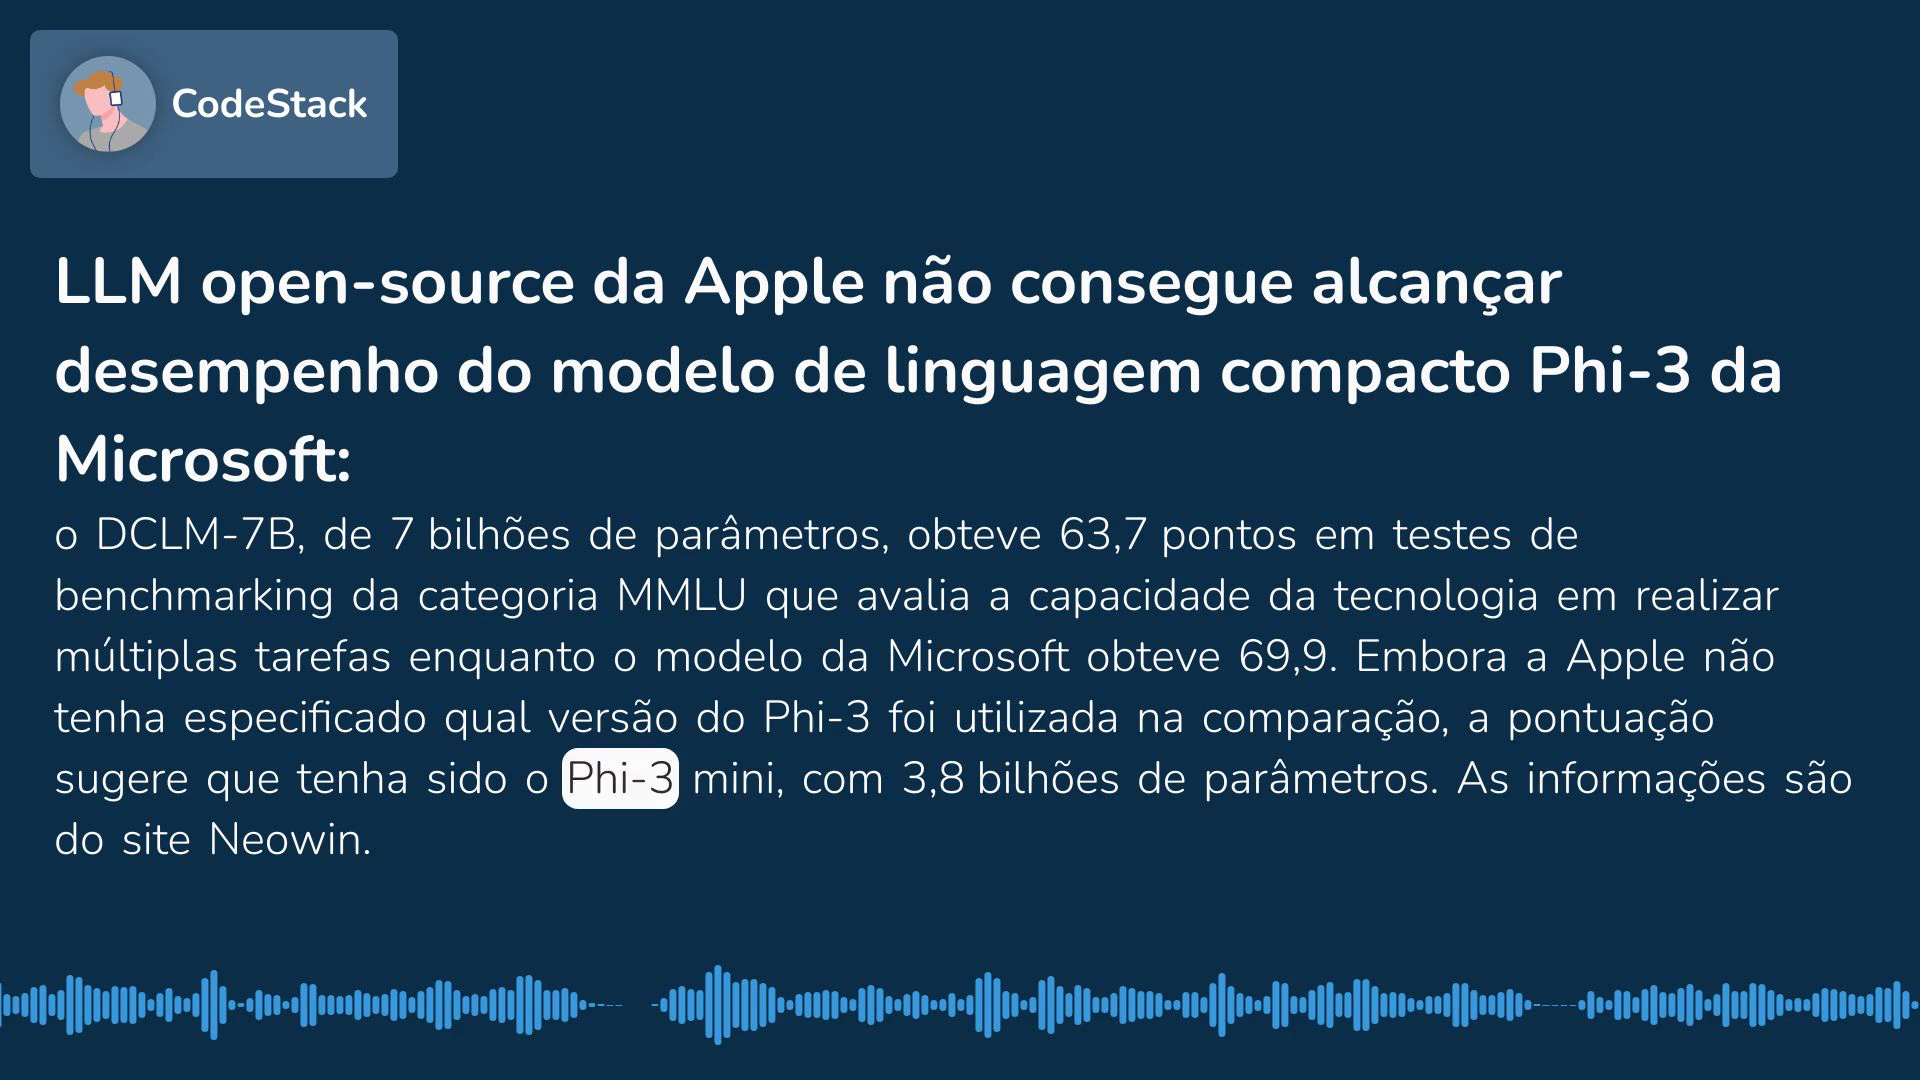 CodeStack
LLM open-source da Apple não consegue alcançar
desempenho do modelo de linguagem compacto Phi-3 da
Microsoft:
o DCLM-7B, de 7 bilhões de parâmetros, obteve 63,7 pontos em testes de
benchmarking da categoria MMLU que avalia a capacidade da tecnologia em realizar
múltiplas tarefas enquanto o modelo da Microsoft obteve 69,9. Embora a Apple não
tenha especificado qual versão do Phi-3 foi utilizada na comparação, a pontuação
sugere que tenha sido o Phi-3 mini, com 3,8 bilhões de parâmetros. As informações são
do site Neowin.